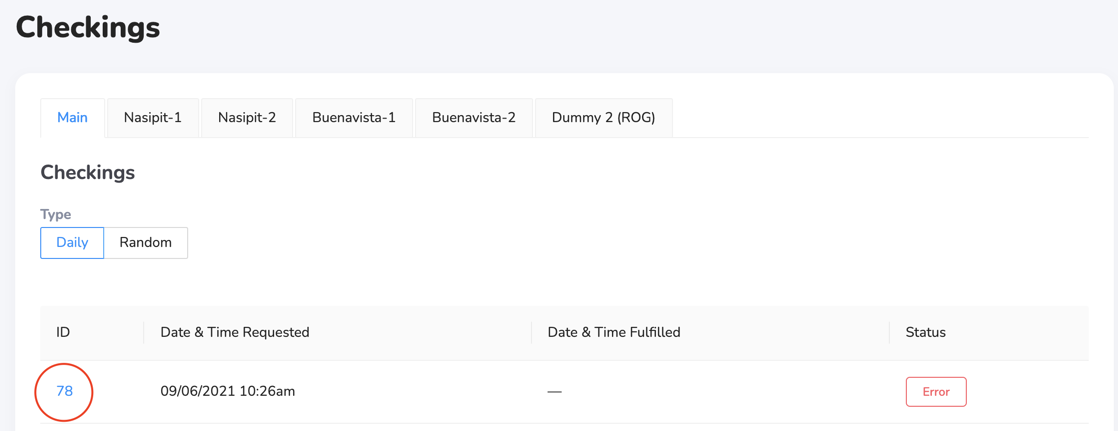 Checkings
Main Nasipit-1 Nasipit-2 Buenavista-1 Buenavista-2 Dummy 2 (ROG)
Checkings
Type
Daily Random
ID Date & Time Requested Date & Time Fulfilled Status
78 09/06/2021 10:26am — Error